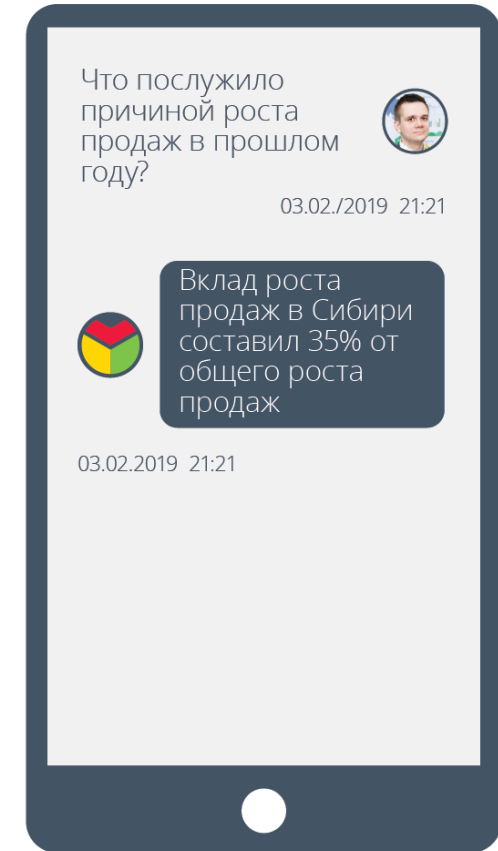 Что послужило
причиной роста
продаж в прошлом
году?
03.02./2019 21:21
Вклад роста
продаж в Сибири
составил 35% от
общего роста
продаж
03.02.2019 21:21